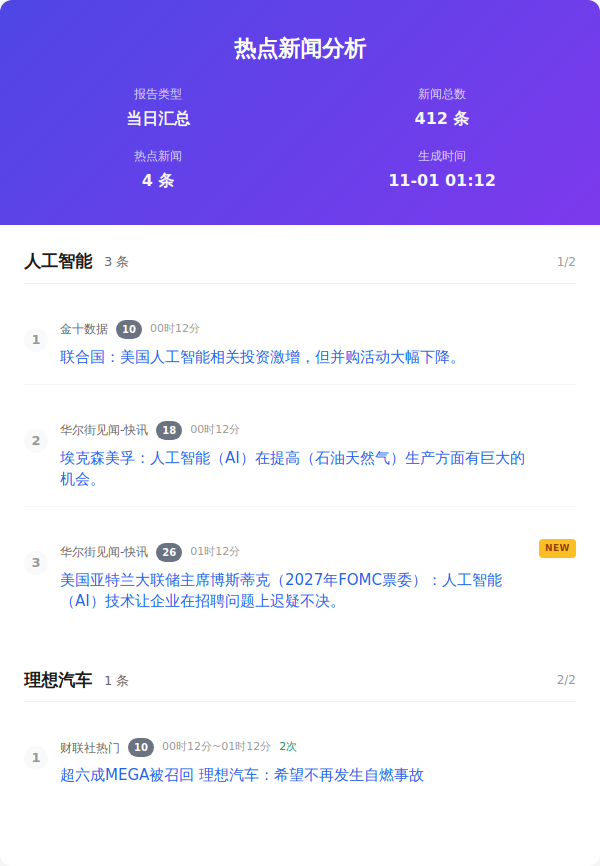 热点新闻分析
报告类型
新闻总数
当日汇总
412 条
热点新闻
生成时间
4 条
11-01 01:12
人工智能 3 条 1/2
1 金十数据 10 00时12分
联合国：美国人工智能相关投资激增，但并购活动大幅下降。
2 华尔街见闻-快讯 18 00时12分
埃克森美孚：人工智能（AI）在提高（石油天然气）生产方面有巨大的
机会。
3 华尔街见闻-快讯 26 01时12分 NEW
美国亚特兰大联储主席博斯蒂克（2027年FOMC票委）：人工智能
（AI）技术让企业在招聘问题上迟疑不决。
理想汽车 1 条 2/2
1 财联社热门 10 00时12分~01时12分 2次
超六成MEGA被召回 理想汽车：希望不再发生自燃事故